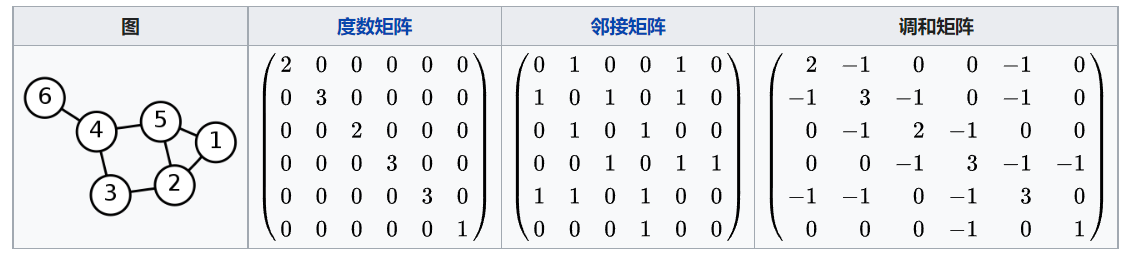 图 度数矩阵 邻接矩阵 调和矩阵
2 0 0 0 0 0 0 1 0 0 1 0 2 −1 0 0 −1 0
6 0 3 0 0 0 0 1 0 1 0 1 0 −1 3 −1 0 −1 0
4 5 1 0 0 2 0 0 0 0 1 0 1 0 0 0 −1 2 −1 0 0
0 0 0 3 0 0 0 0 1 0 1 1 0 0 −1 3 −1 −1
3 2 0 0 0 0 3 0 1 1 0 1 0 0 −1 −1 0 −1 3 0
0 0 0 0 0 1 0 0 0 1 0 0 0 0 0 −1 0 1